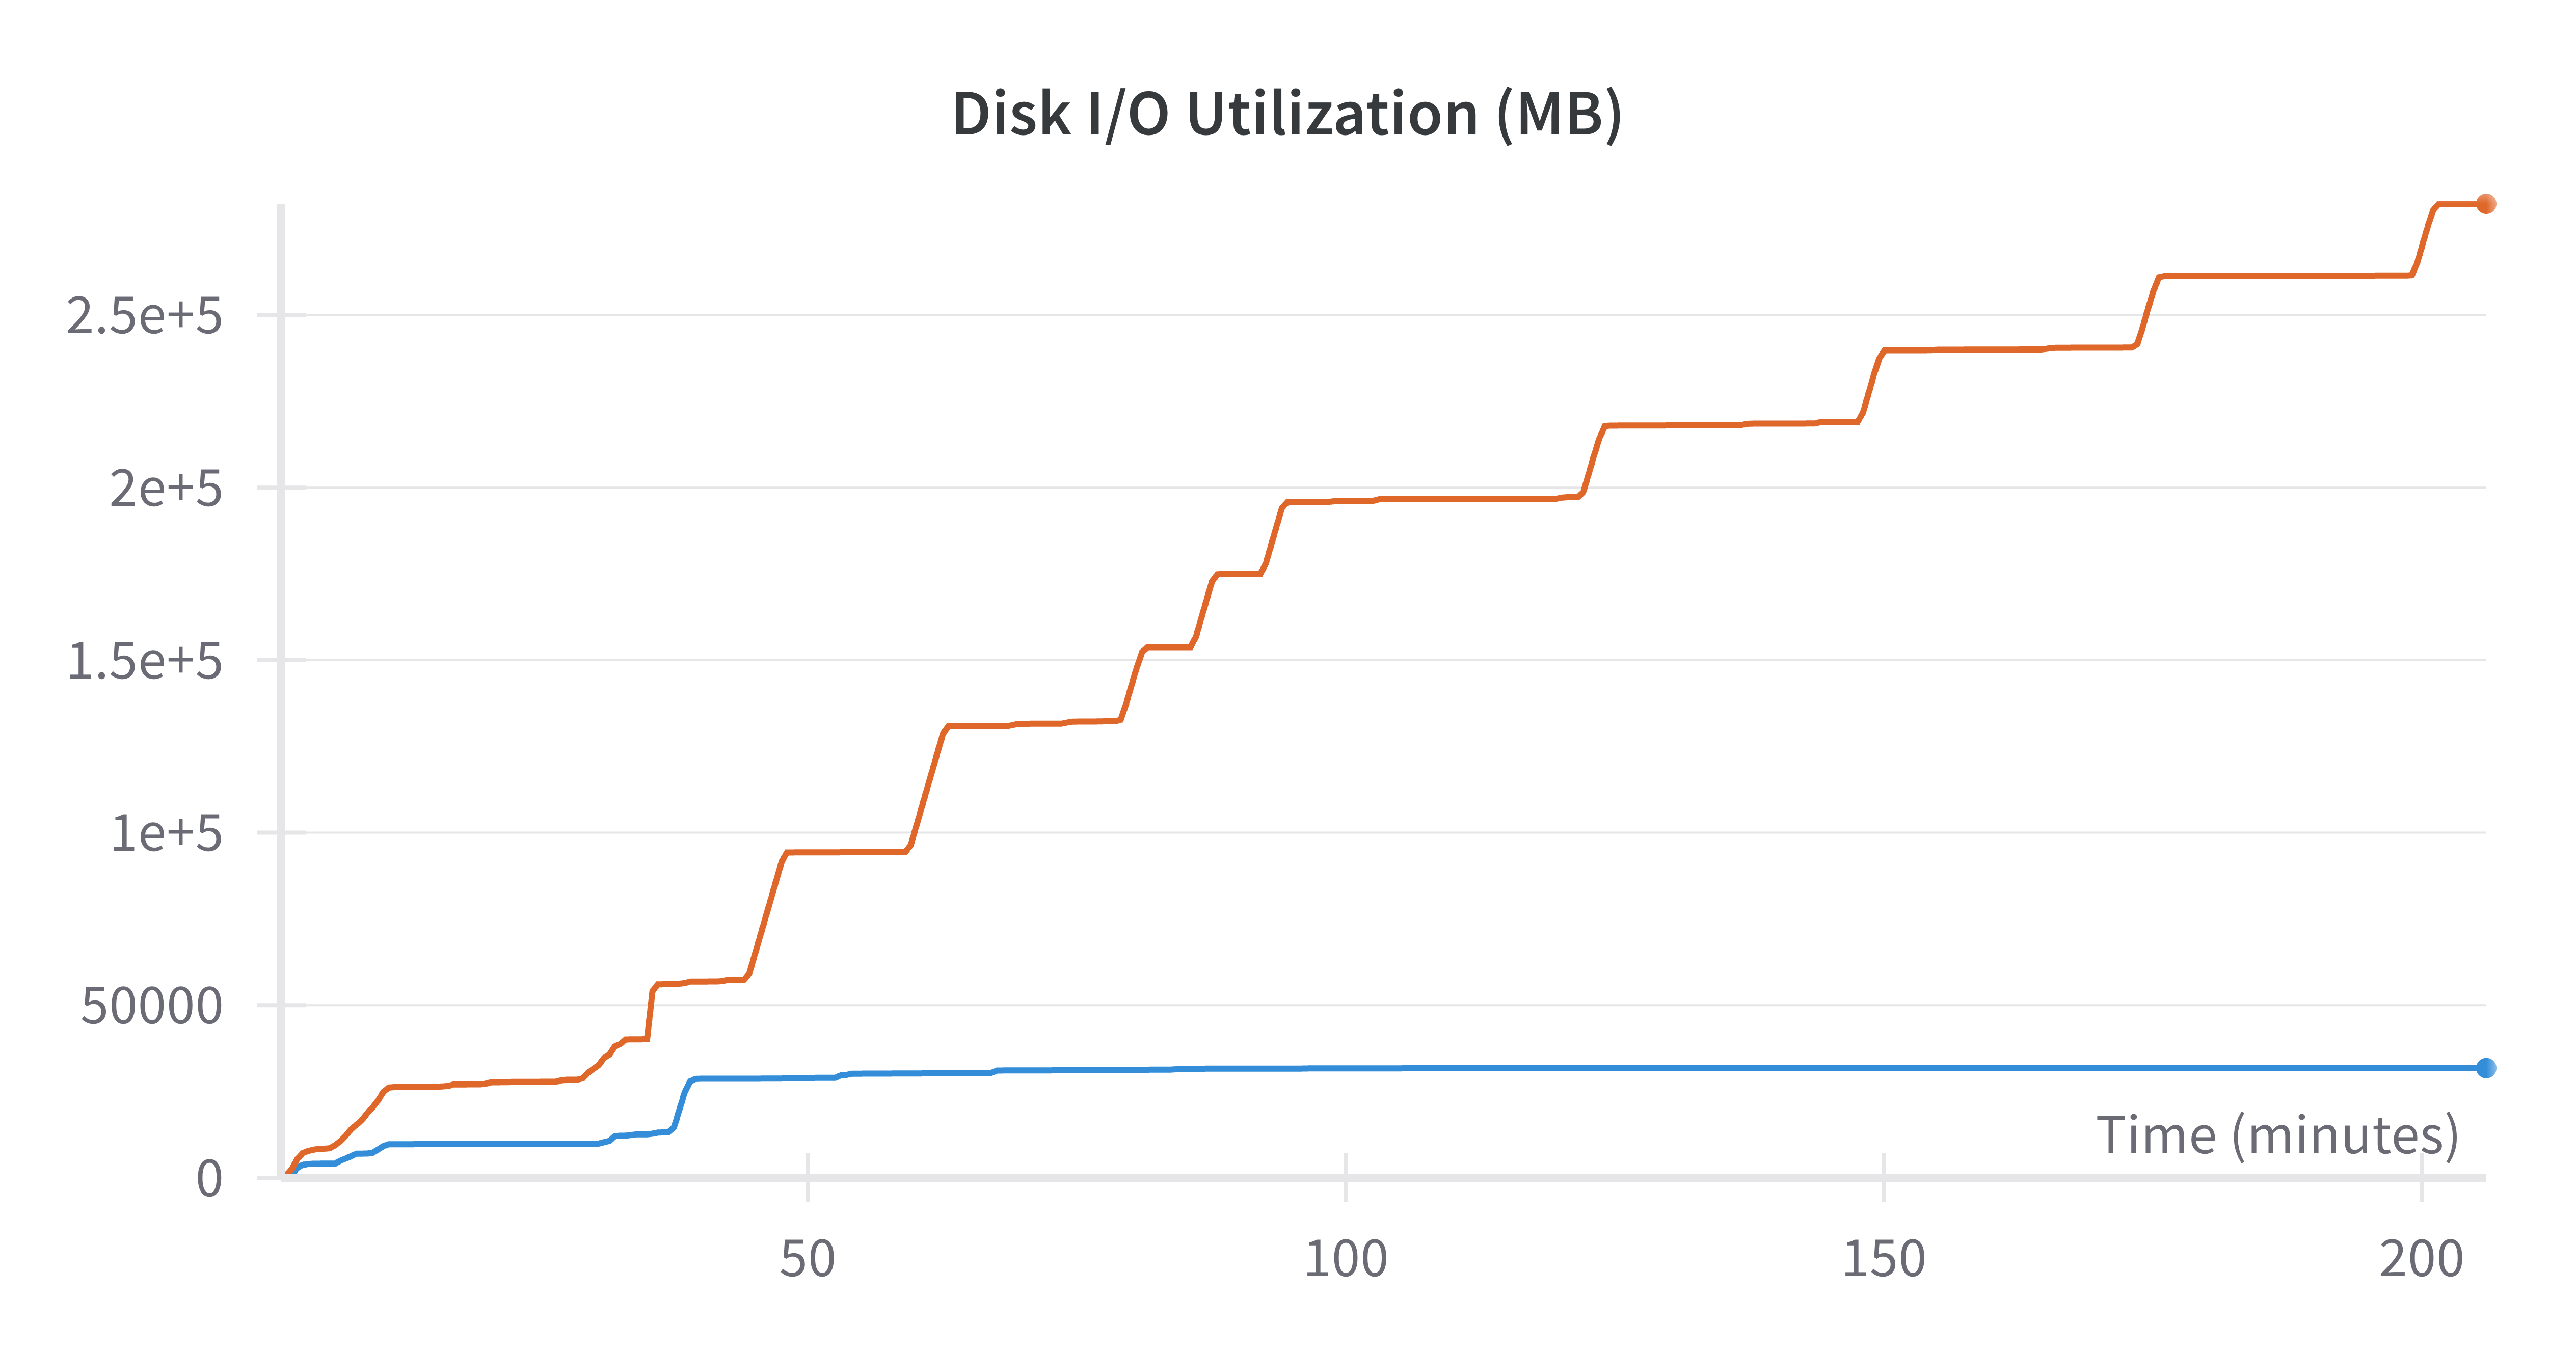 Disk I/O Utilization (MB)
2.5e+5
2e+5
1.5e+5
1e+5
50000
0
Time (minutes)
50 100 150 200